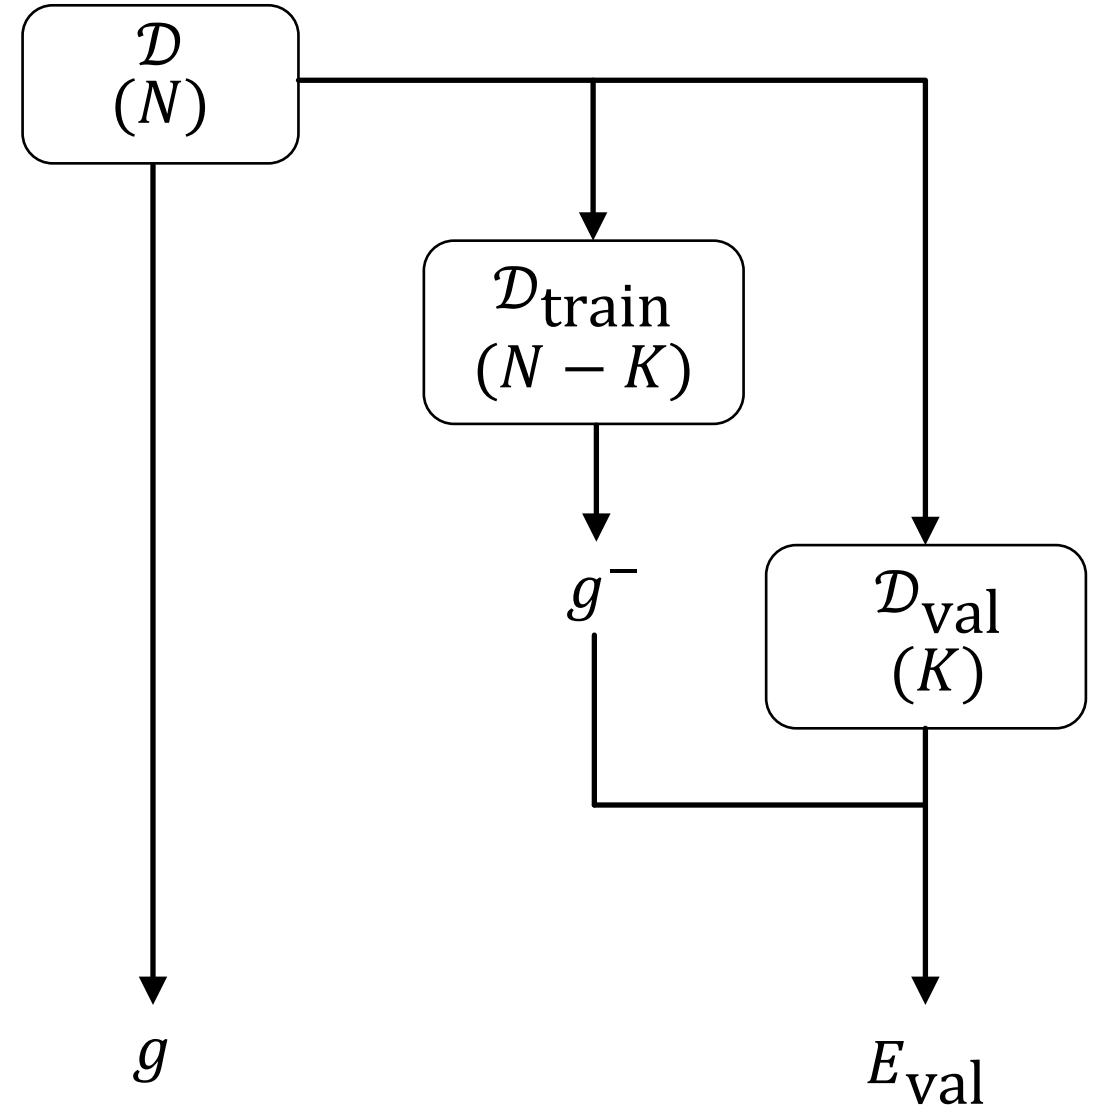 𝒟
(N)
𝒟train
(N − K)
g−
𝒟val
(K)
g
Eval